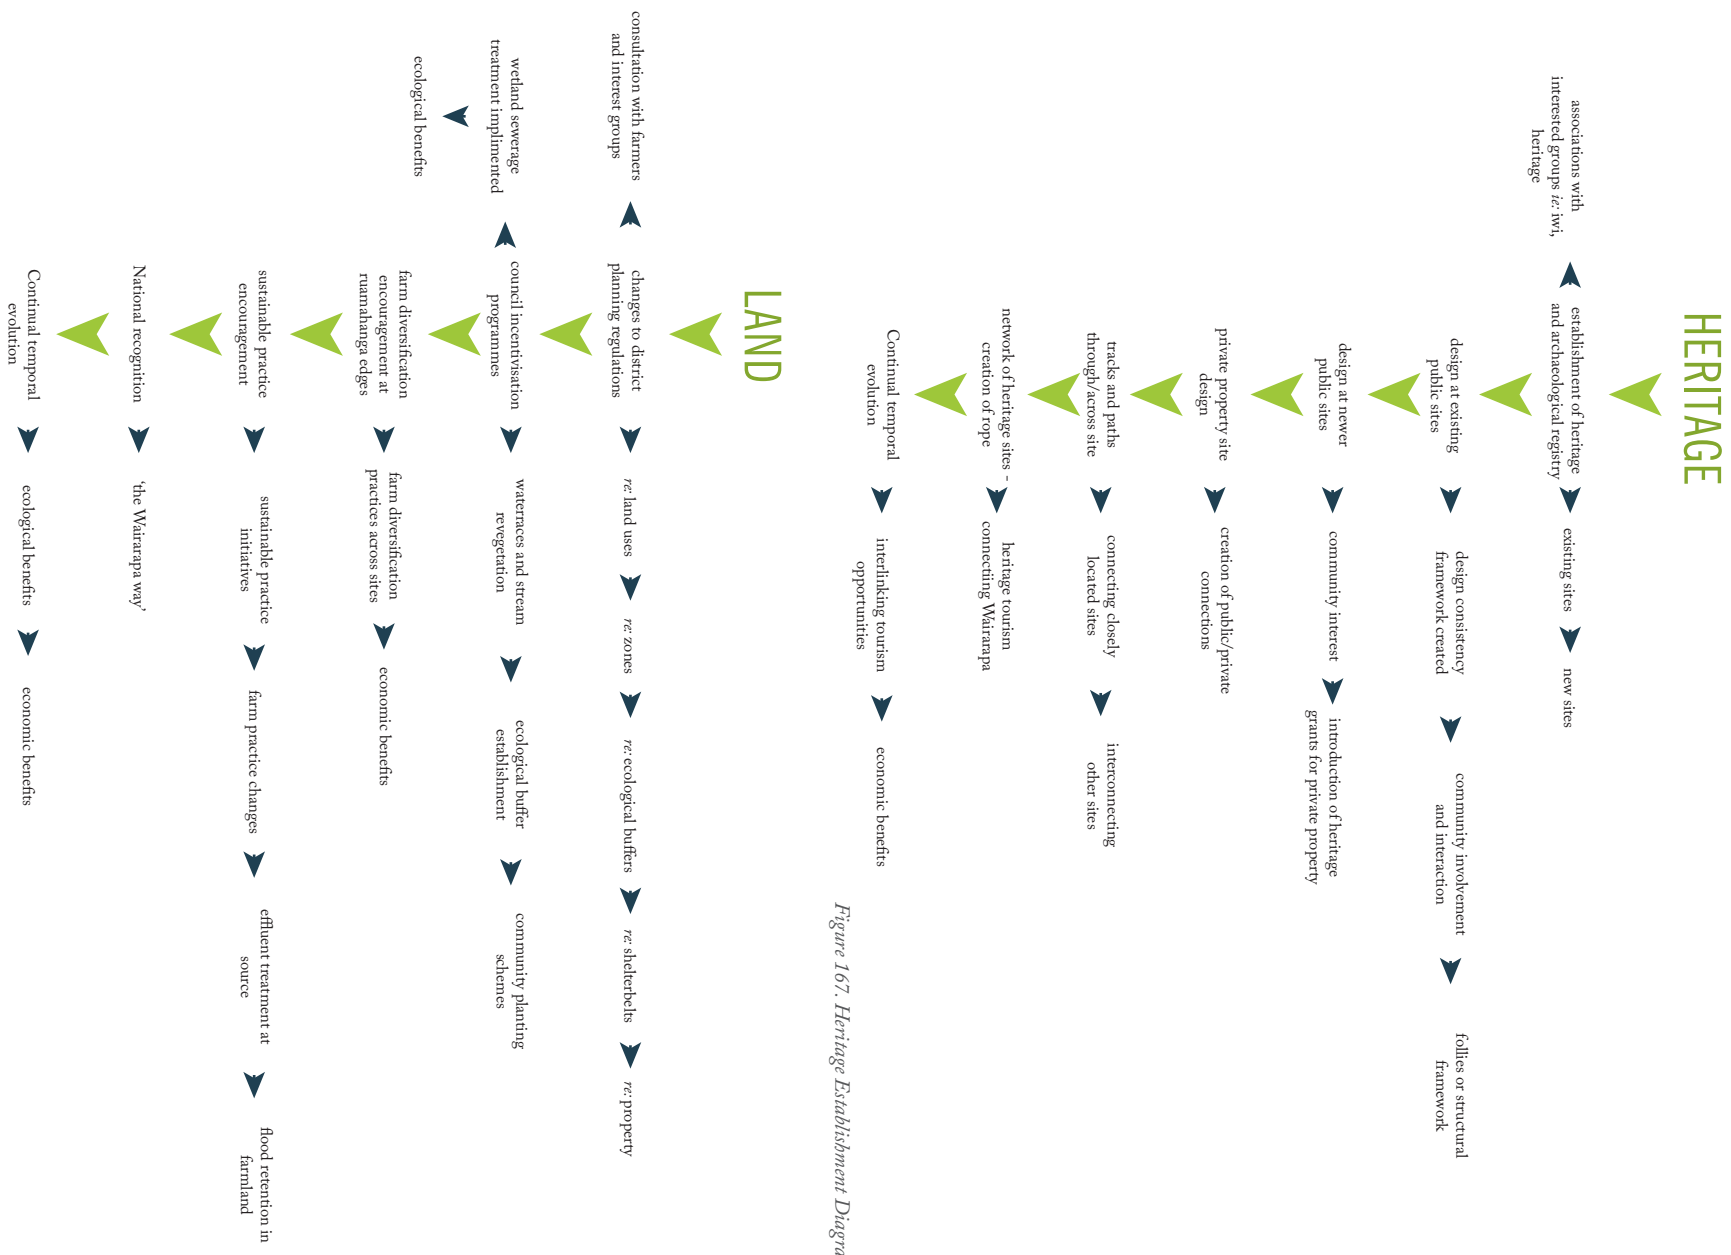 HERITAGE
associations with
interested groups ie: iwi,
heritage
establishment of heritage
and archaeological registry
existing sites
new sites
design at existing
public sites
design consistency
framework created
community involvement
and interaction
follies or structural
framework
design at newer
public sites
community interest
introduction of heritage
grants for private property
private property site
design
creation of public/private
connections
tracks and paths
through/across site
connecting closely
located sites
interconnecting
other sites
network of heritage sites -
creation of rope
heritage tourism
connectiing Wairarapa
Continual temporal
evolution
interlinking tourism
opportunities
economic benefits
Figure 167. Heritage Establishment Diagra
LAND
consultation with farmers
and interest groups
changes to district
planning regulations
re: land uses
re: zones
re: ecological buffers
re: shelterbelts
re: property
wetland sewerage
treatment implimented
ecological benefits
council incentivisation
programmes
waterraces and stream
revegetation
ecological buffer
establishment
community planting
schemes
farm diversification
encouragement at
ruamahanga edges
farm diversification
practices across sites
economic benefits
sustainable practice
encouragement
sustainable practice
initiatives
farm practice changes
effluent treatment at
source
flood retention in
farmland
National recognition
‘the Wairarapa way’
Continual temporal
evolution
ecological benefits
economic benefits